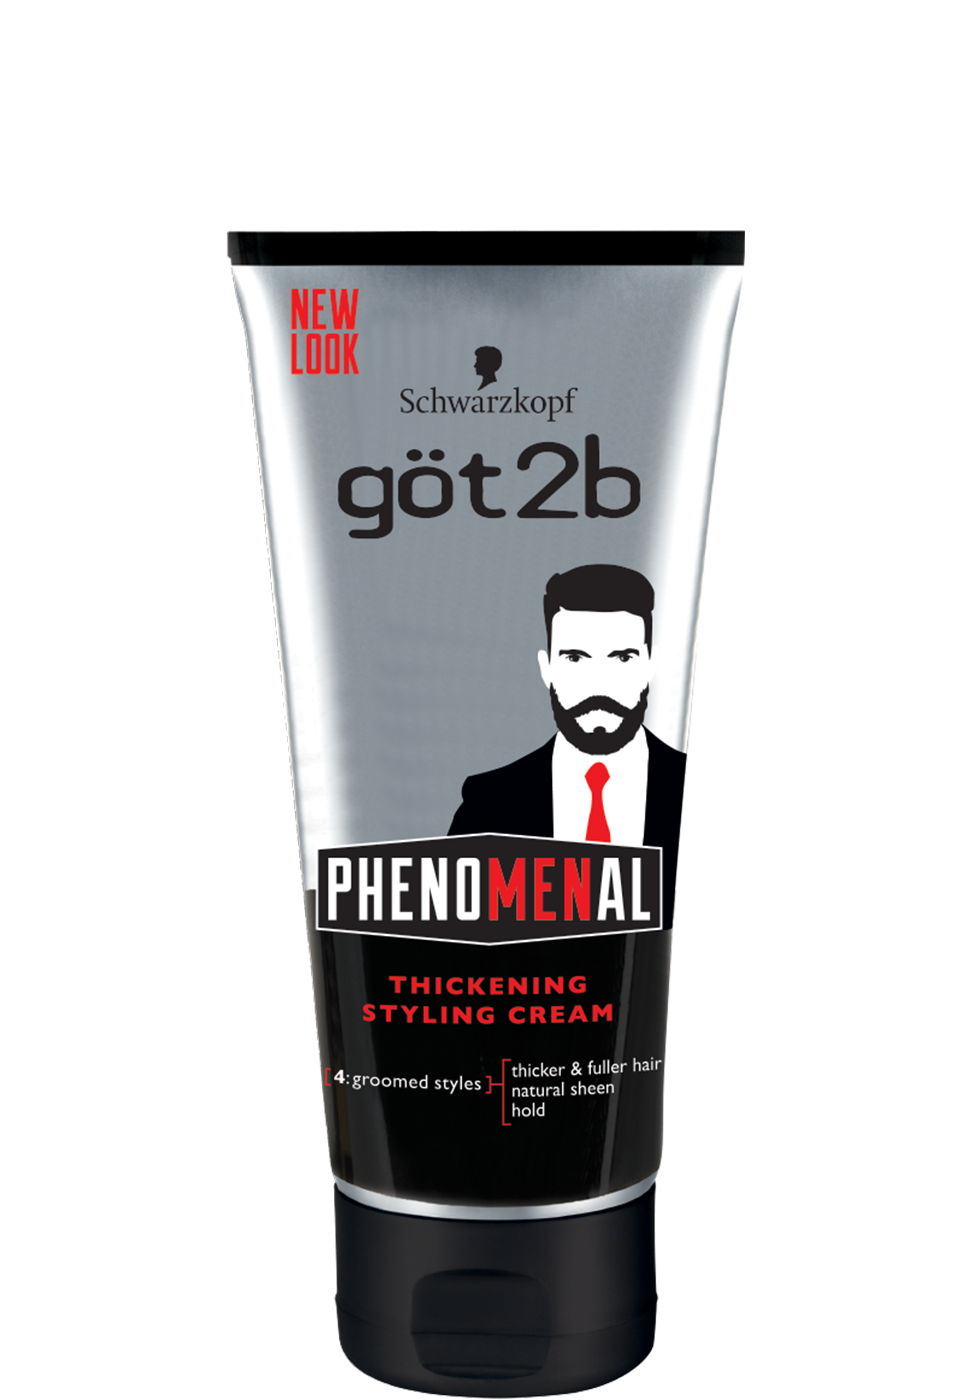 NEW
LOOK
Schwarzkopf
göt2b
PHENOMENAL
THICKENING
STYLING CREAM
4: groomed styles
thicker & fuller hair
natural sheen
hold